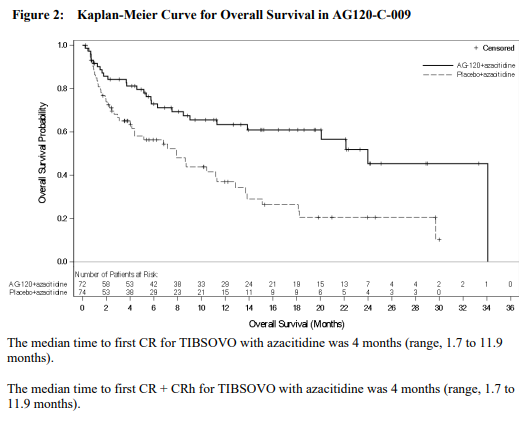 Figure 2: Kaplan-Meier Curve for Overall Survival in AG120-C-009
+ Censored
AG-120+azacitidine
Placebo+azacitidine
Overall Survival Probability
1.0
0.8
0.6
0.4
0.2
0.0
Number of Patients at Risk:
AG120+azacitidine 72 58 53 42 38 33 29 24 21 19 15 13 7 4 4 2 2 1 0
Placebo+azacitidine 74 53 38 29 23 21 15 11 9 9 6 5 4 3 3 0
0 2 4 6 8 10 12 14 16 18 20 22 24 26 28 30 32 34 36
Overall Survival (Months)
The median time to first CR for TIBSOVO with azacitidine was 4 months (range, 1.7 to 11.9
months).
The median time to first CR + CRh for TIBSOVO with azacitidine was 4 months (range, 1.7 to
11.9 months).